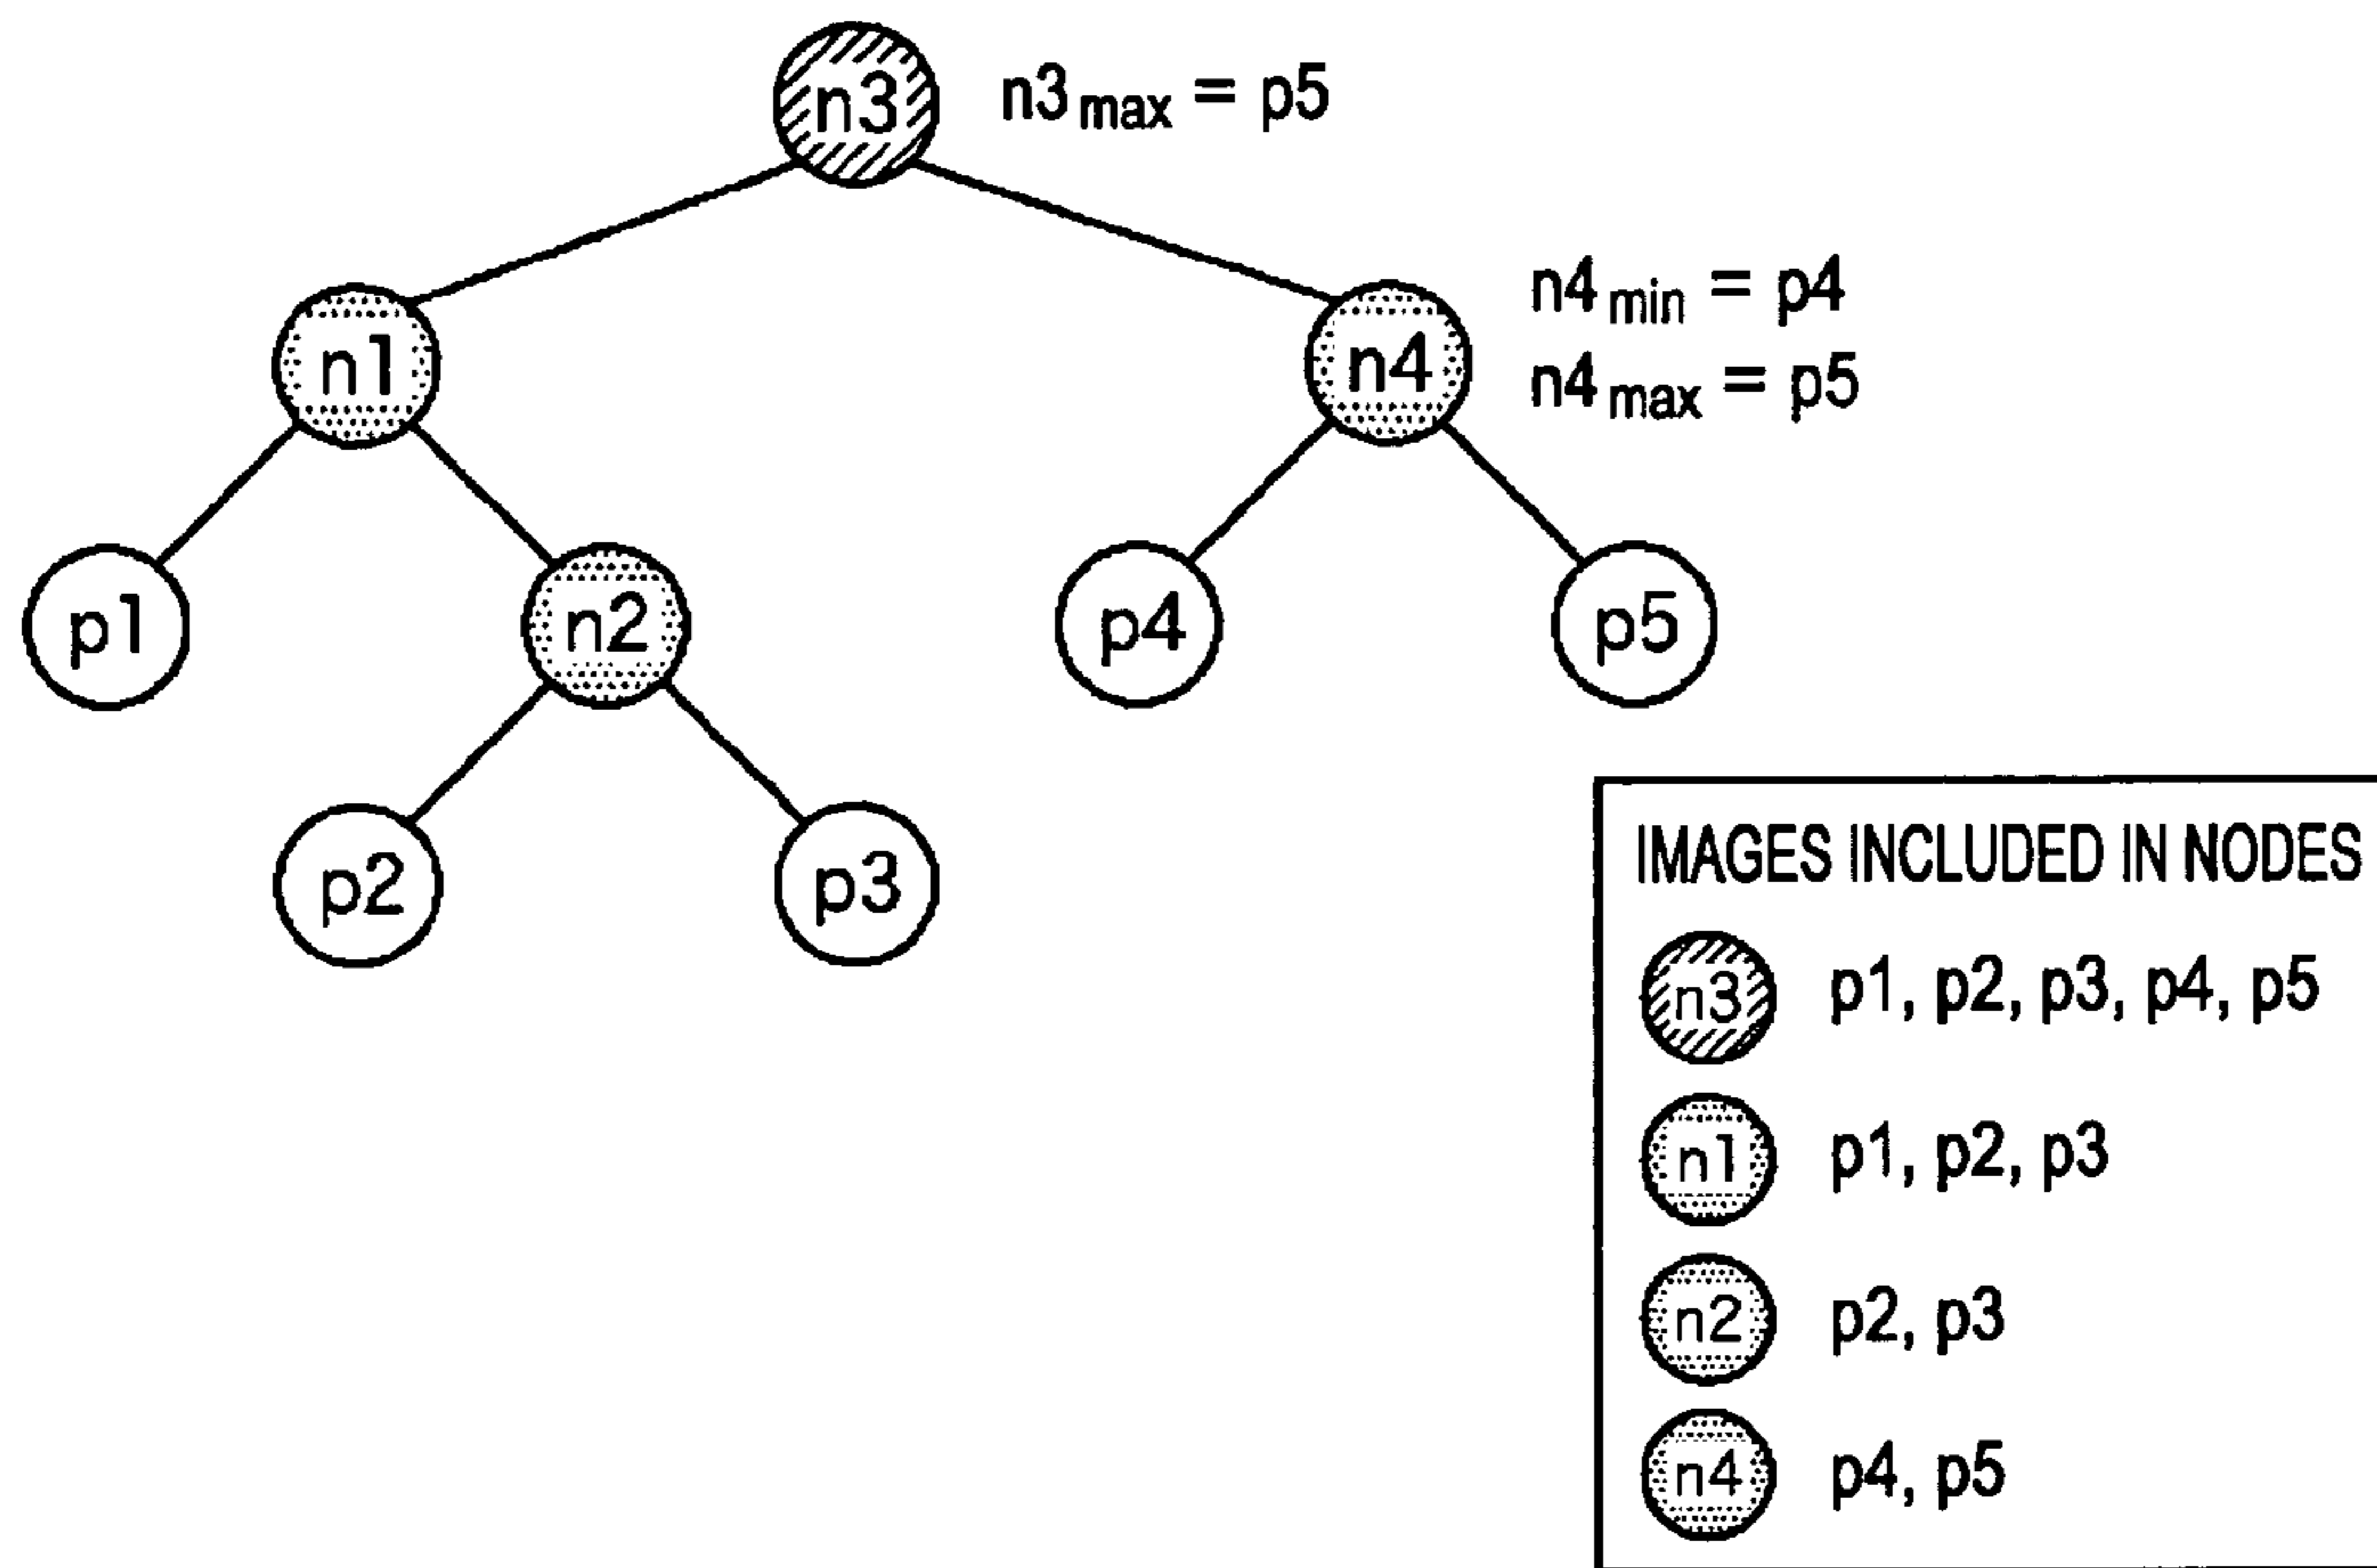 n3
n3max = p5
n1
n4
n4min = p4
n4max = p5
p1
n2
p4
p5
p2
p3
IMAGES INCLUDED IN NODES
n3 p1, p2, p3, p4, p5
n1 p1, p2, p3
n2 p2, p3
n4 p4, p5